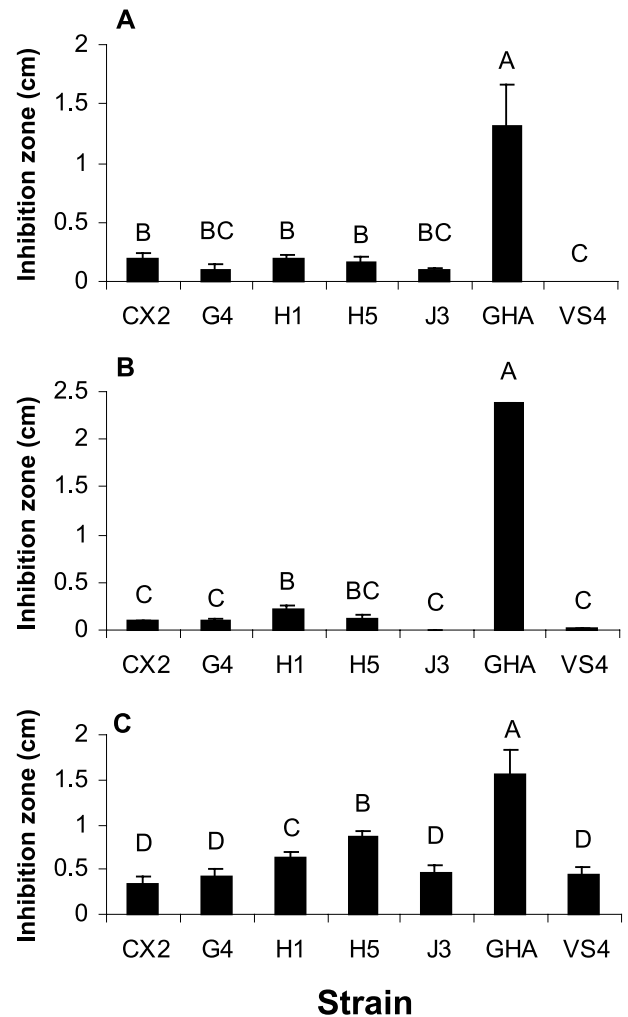 A
Inhibition zone (cm)
2
1.5
1
0.5
0
B
BC
B
B
BC
A
C
CX2 G4 H1 H5 J3 GHA VS4
B
Inhibition zone (cm)
2.5
2
1.5
1
0.5
0
C
C
B
BC
C
A
C
CX2 G4 H1 H5 J3 GHA VS4
C
Inhibition zone (cm)
2
1.5
1
0.5
0
D
D
C
B
D
A
D
CX2 G4 H1 H5 J3 GHA VS4
Strain